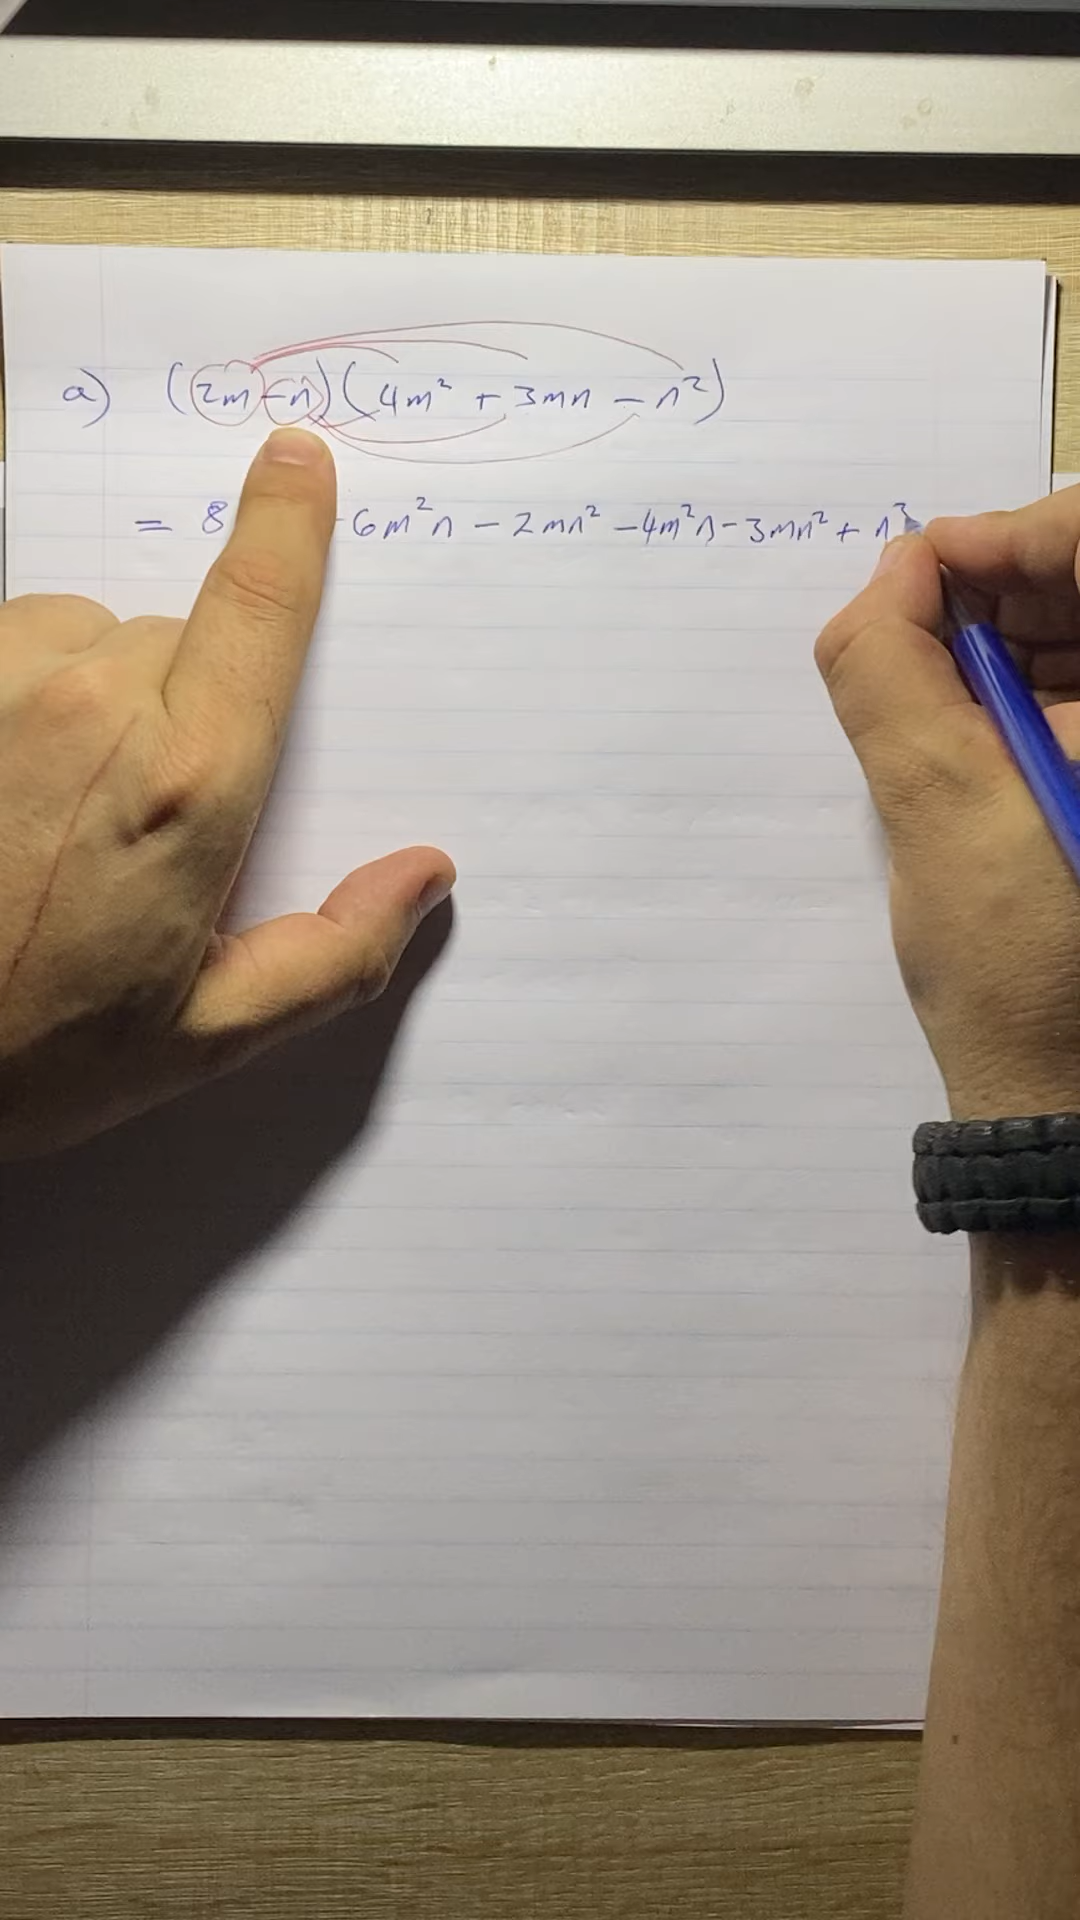 a) (2m-n)(4m² + 3mn - n²)
= 8 6m²n - 2mn² - 4m²n - 3mn² + n³